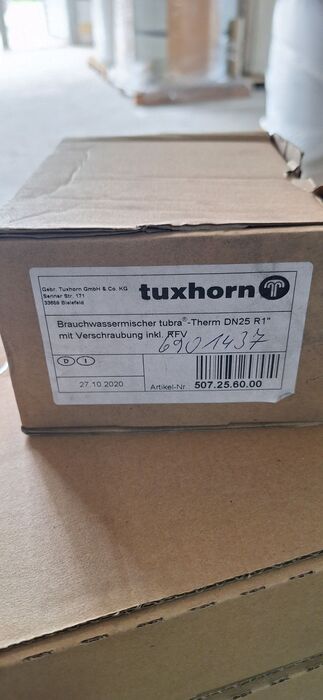 Gebr. Tuxhorn GmbH & Co. KG
Senner Str. 171
33659 Bielefeld
tuxhorn
Brauchwassermischer tubra®-Therm DN25 R1"
mit Verschraubung inkl. RFV
6901437
D I
27.10.2020
Artikel-Nr. 507.25.60.00